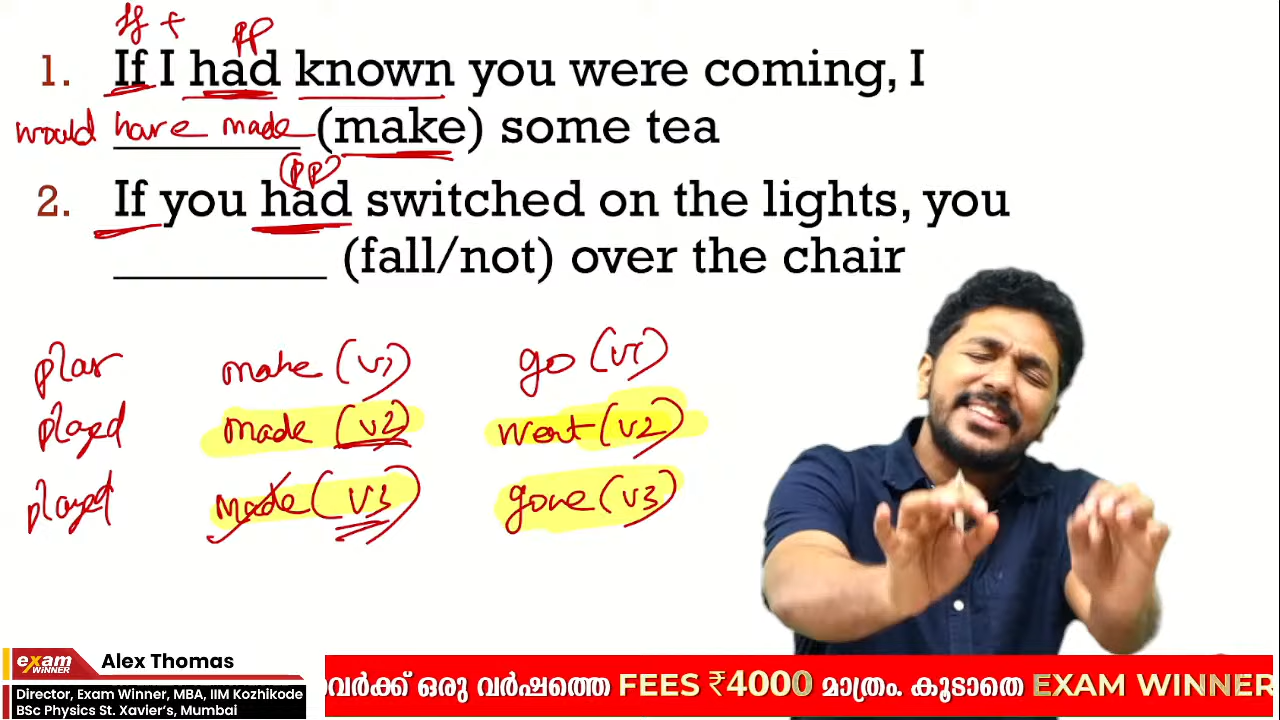 If + pp
1. If I had known you were coming, I
would have made (make) some tea
(pp)
2. If you had switched on the lights, you
__________ (fall/not) over the chair
play make (v1) go (v1)
played made (v2) went (v2)
played made (v3) gone (v3)
exam WINNER Alex Thomas
Director, Exam Winner, MBA, IIM Kozhikode
BSc Physics St. Xavier's, Mumbai
വർക്ക് ഒരു വർഷത്തെ FEES ₹4000 മാത്രം. കൂടാതെ EXAM WINNER